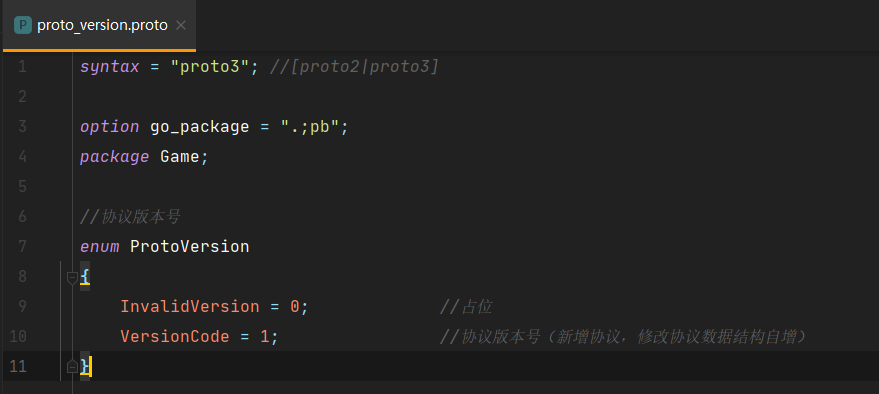 proto_version.proto
1 syntax = "proto3"; //[proto2|proto3]
2
3 option go_package = ".;pb";
4 package Game;
5
6 //协议版本号
7 enum ProtoVersion
8 {
9 InvalidVersion = 0; //占位
10 VersionCode = 1; //协议版本号（新增协议，修改协议数据结构自增）
11 }